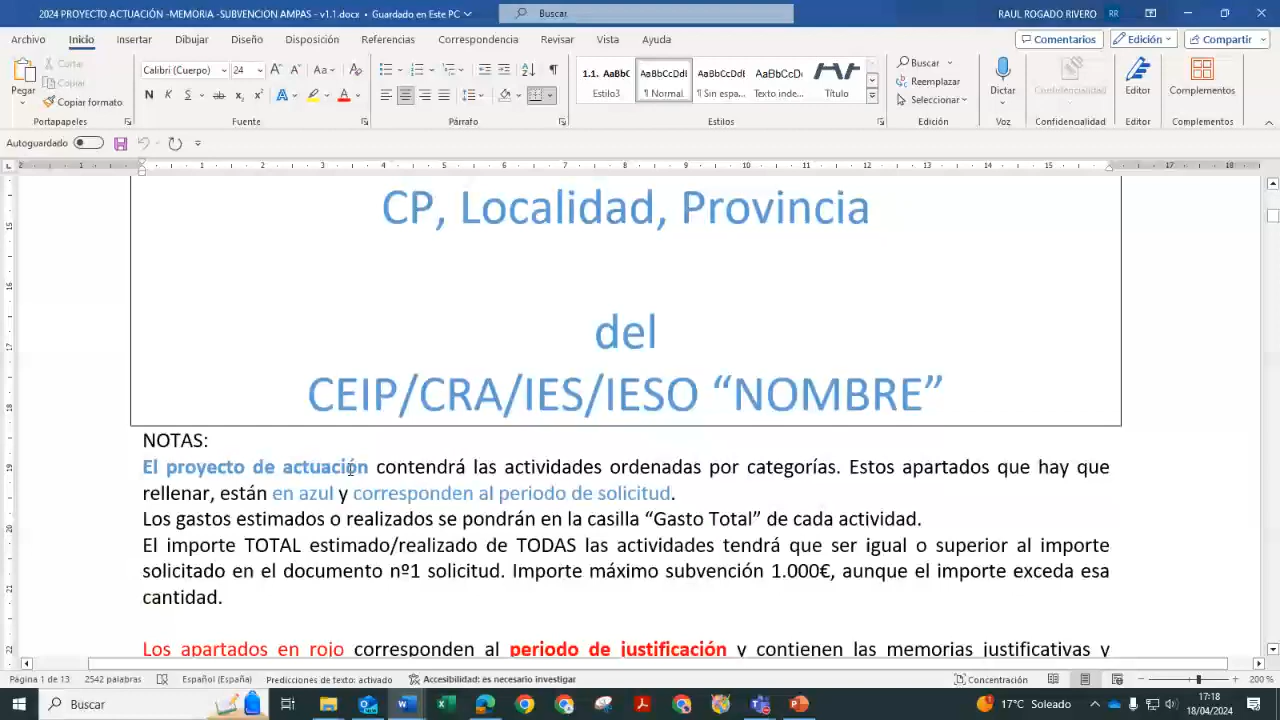 2024 PROYECTO ACTUACIÓN -MEMORIA -SUBVENCION AMPAS - v1.1.docx • Guardado en Este PC
Buscar
RAUL ROGADO RIVERO RR
Archivo Inicio Insertar Dibujar Diseño Disposición Referencias Correspondencia Revisar Vista Ayuda
Comentarios Edición Compartir
Pegar
Cortar
Copiar
Copiar formato
Calibri (Cuerpo) 24
N K S
AaBbC Estilo3
AaBbCcDdI ¶ Normal
AaBbCcDdI ¶ Sin espa...
AaBbCcDc Texto inde...
Título
Buscar
Reemplazar
Seleccionar
Dictar
Confidencialidad
Editor
Complementos
Portapapeles Fuente Párrafo Estilos Edición Voz Confidencialidad Editor Complementos
Autoguardado
CP, Localidad, Provincia
del
CEIP/CRA/IES/IESO “NOMBRE”
NOTAS:
El proyecto de actuación contendrá las actividades ordenadas por categorías. Estos apartados que hay que
rellenar, están en azul y corresponden al periodo de solicitud.
Los gastos estimados o realizados se pondrán en la casilla “Gasto Total” de cada actividad.
El importe TOTAL estimado/realizado de TODAS las actividades tendrá que ser igual o superior al importe
solicitado en el documento nº1 solicitud. Importe máximo subvención 1.000€, aunque el importe exceda esa
cantidad.
Los apartados en rojo corresponden al periodo de justificación y contienen las memorias justificativas y
Página 1 de 13 2542 palabras Español (España) Predicciones de texto: activado Accesibilidad: es necesario investigar Concentración 200 %
Buscar
17°C Soleado
17:18
18/04/2024